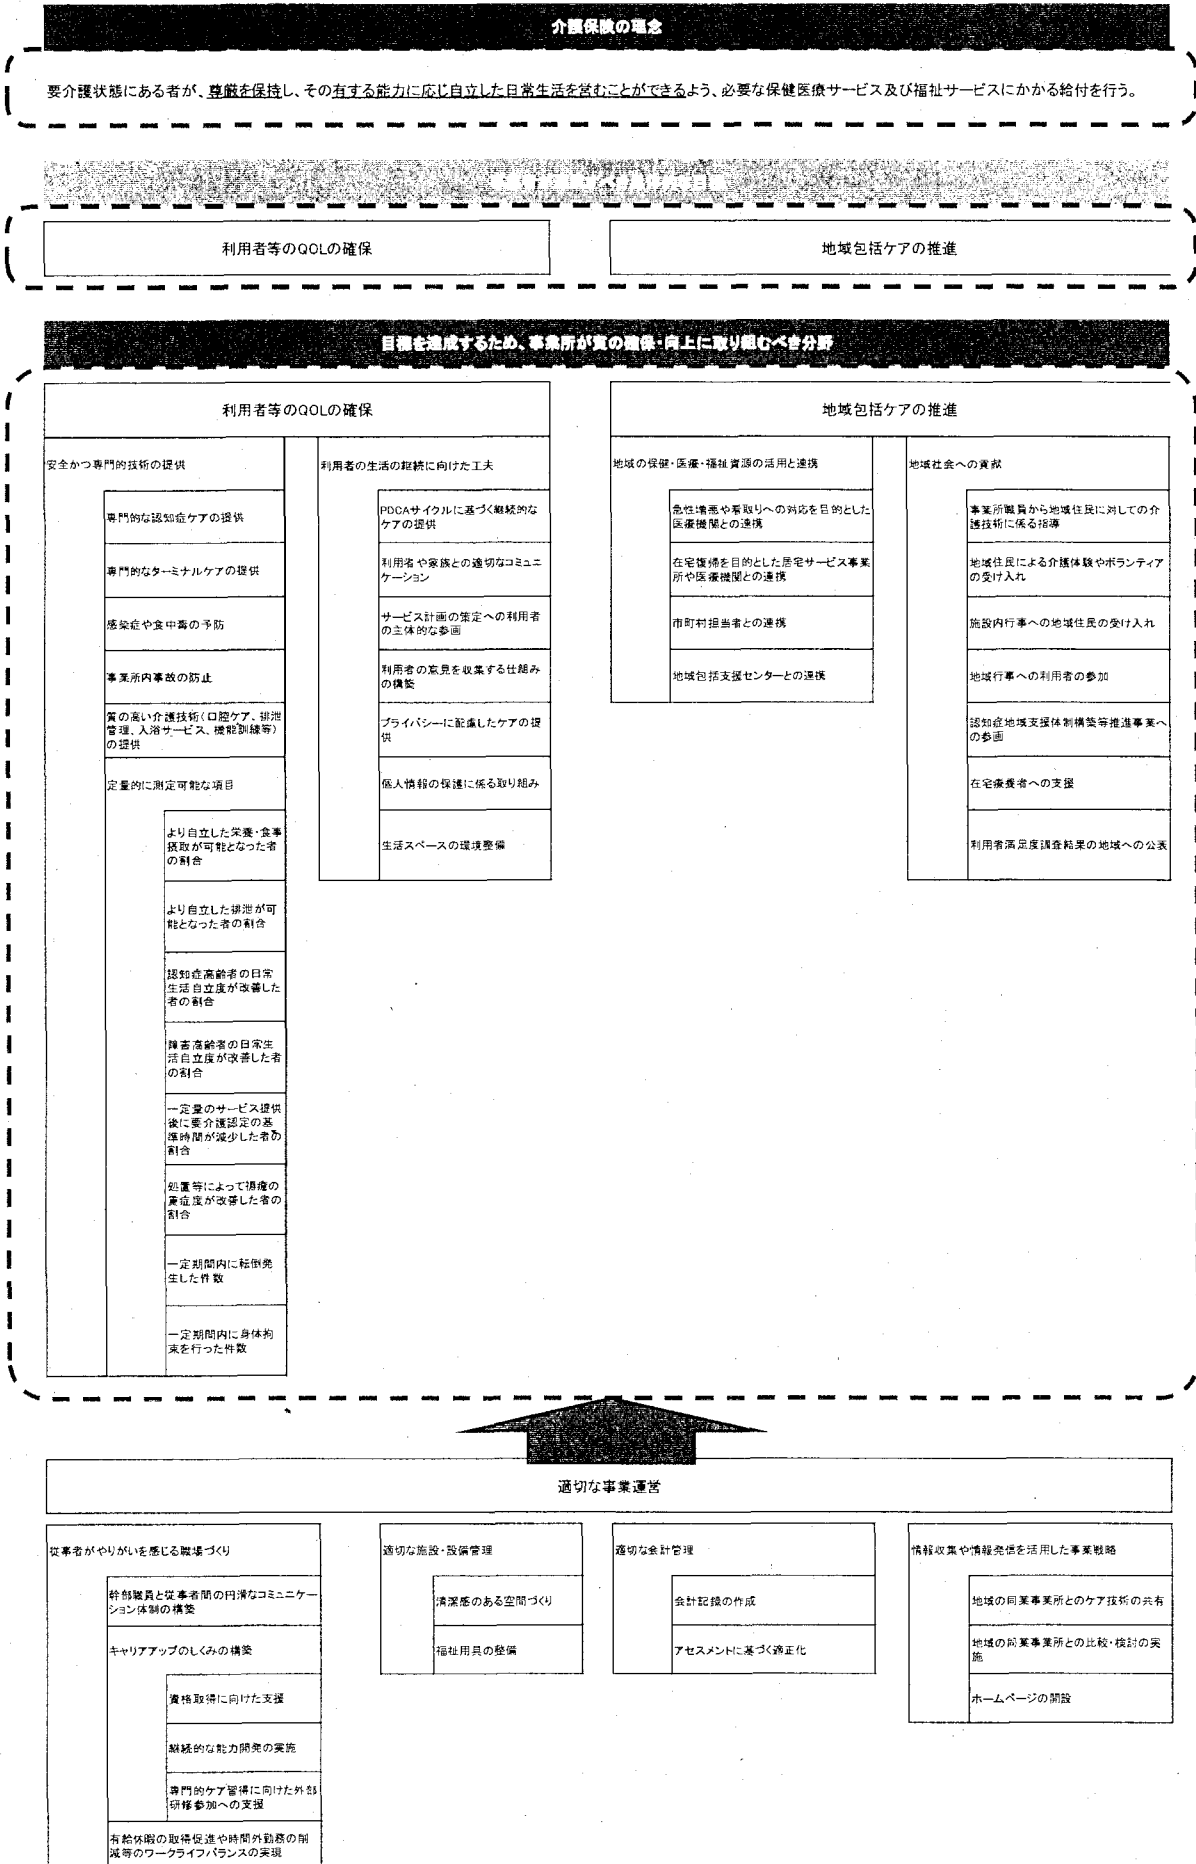 介護保険の理念
要介護状態にある者が、尊厳を保持し、その有する能力に応じ自立した日常生活を営むことができるよう、必要な保健医療サービス及び福祉サービスにかかる給付を行う。
利用者等のQOLの確保
地域包括ケアの推進
目標を達成するため、事業所が質の確保・向上に取り組むべき分野
利用者等のQOLの確保
安全かつ専門的技術の提供
専門的な認知症ケアの提供
専門的なターミナルケアの提供
感染症や食中毒の予防
事業所内事故の防止
質の高い介護技術(口腔ケア、排泄
管理、入浴サービス、機能訓練等)
の提供
定量的に測定可能な項目
より自立した栄養・食事
摂取が可能となった者
の割合
より自立した排泄が可
能となった者の割合
認知症高齢者の日常
生活自立度が改善した
者の割合
障害高齢者の日常生
活自立度が改善した者
の割合
一定量のサービス提供
後に要介護認定の基
準時間が減少した者の
割合
処置等によって褥瘡の
重症度が改善した者の
割合
一定期間内に転倒発
生した件数
一定期間内に身体拘
束を行った件数
利用者の生活の継続に向けた工夫
PDCAサイクルに基づく継続的な
ケアの提供
利用者や家族との適切なコミュニ
ケーション
サービス計画の策定への利用者
の主体的な参画
利用者の意見を収集する仕組み
の構築
プライバシーに配慮したケアの提
供
個人情報の保護に係る取り組み
生活スペースの環境整備
地域包括ケアの推進
地域の保健・医療・福祉資源の活用と連携
急性増悪や看取りへの対応を目的とした
医療機関との連携
在宅復帰を目的とした居宅サービス事業
所や医療機関との連携
市町村担当者との連携
地域包括支援センターとの連携
地域社会への貢献
事業所職員から地域住民に対しての介
護技術に係る指導
地域住民による介護体験やボランティア
の受け入れ
施設内行事への地域住民の受け入れ
地域行事への利用者の参加
認知症地域支援体制構築等推進事業へ
の参画
在宅療養者への支援
利用者満足度調査結果の地域への公表
適切な事業運営
従事者がやりがいを感じる職場づくり
幹部職員と従事者間の円滑なコミュニケー
ション体制の構築
キャリアアップのしくみの構築
資格取得に向けた支援
継続的な能力開発の実施
専門的ケア習得に向けた外部
研修参加への支援
有給休暇の取得促進や時間外勤務の削
減等のワークライフバランスの実現
適切な施設・設備管理
清潔感のある空間づくり
福祉用具の整備
適切な会計管理
会計記録の作成
アセスメントに基づく適正化
情報収集や情報発信を活用した事業戦略
地域の同業事業所とのケア技術の共有
地域の同業事業所との比較・検討の実
施
ホームページの開設